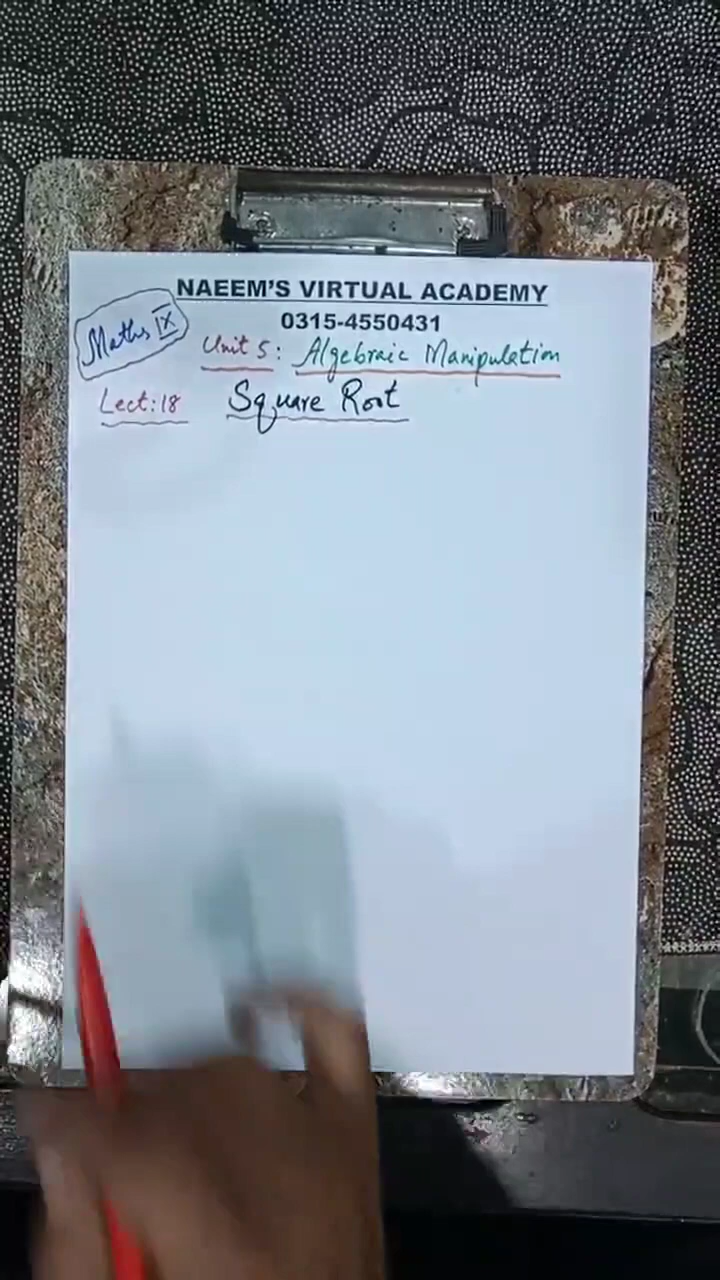 NAEEM'S VIRTUAL ACADEMY
0315-4550431
Maths IX
Unit 5: Algebraic Manipulation
Lect:18 Square Root